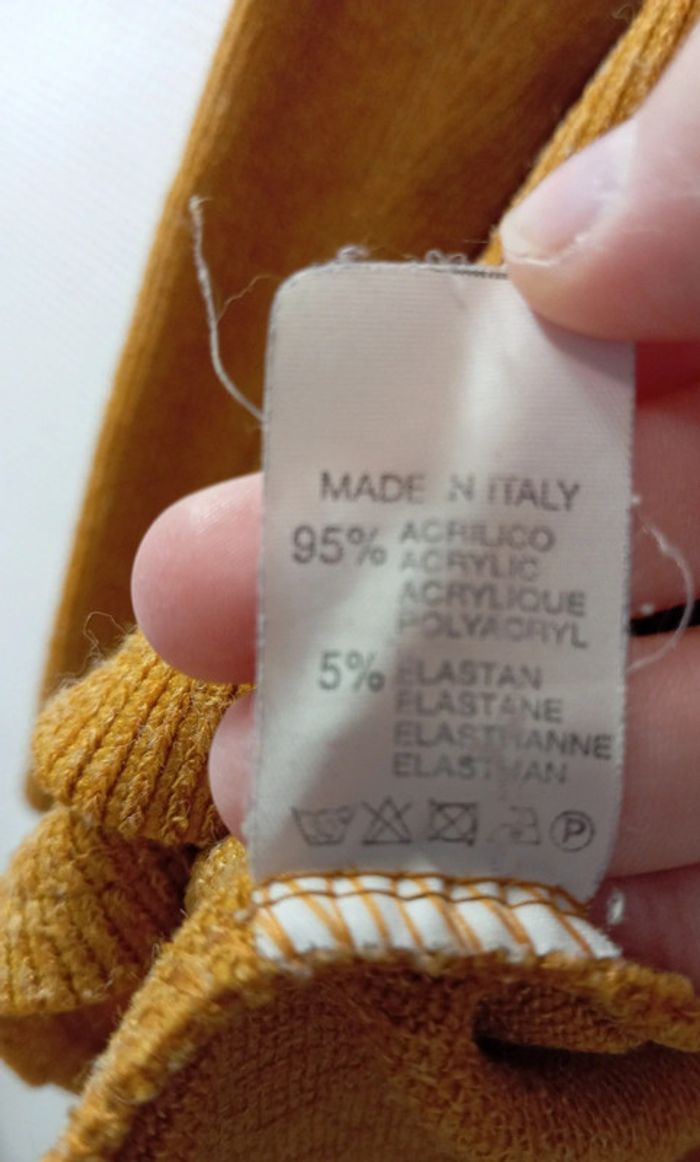 MADE IN ITALY
95% ACRILICO
ACRYLIC
ACRYLIQUE
POLYACRYL
5% ELASTAN
ELASTANE
ELASTHANNE
ELASTHAN
P